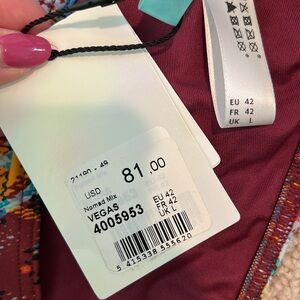 EU 42
FR 42
UK L
21190 - 49
USD
81.00
Nomad Mix
VEGAS
4005953
EU 42
FR 42
UK L
5 415338 555620